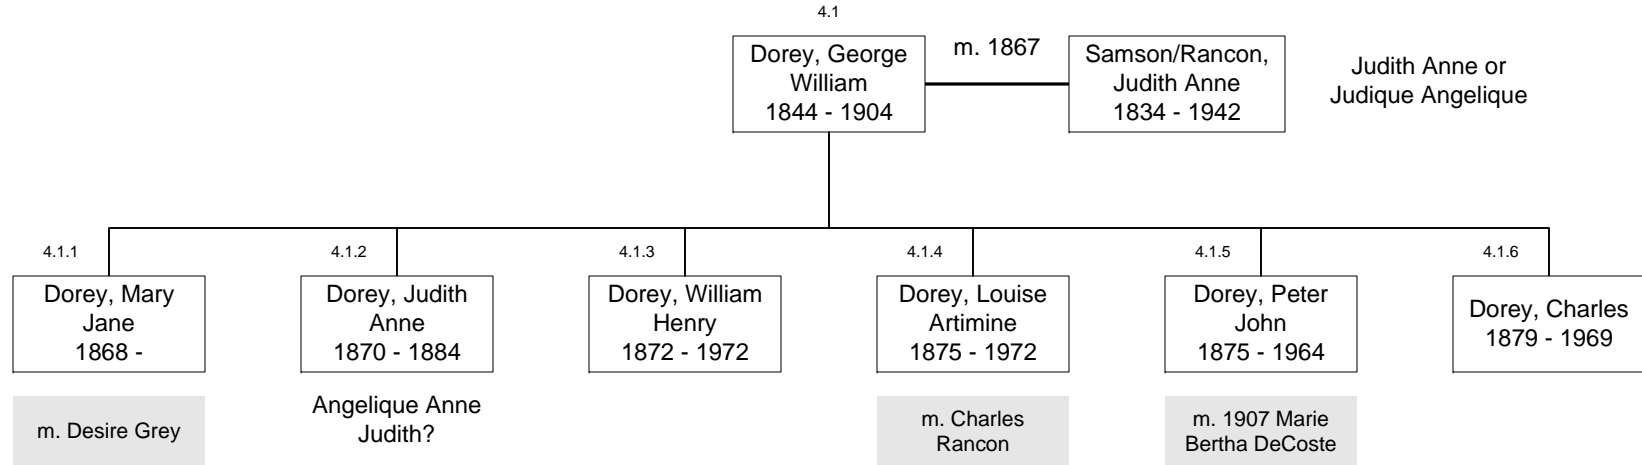 4.1
Dorey, George
William
1844 - 1904
m. 1867
Samson/Rancon,
Judith Anne
1834 - 1942
Judith Anne or
Judique Angelique
4.1.1
Dorey, Mary
Jane
1868 -
m. Desire Grey
4.1.2
Dorey, Judith
Anne
1870 - 1884
Angelique Anne
Judith?
4.1.3
Dorey, William
Henry
1872 - 1972
4.1.4
Dorey, Louise
Artimine
1875 - 1972
m. Charles
Rancon
4.1.5
Dorey, Peter
John
1875 - 1964
m. 1907 Marie
Bertha DeCoste
4.1.6
Dorey, Charles
1879 - 1969